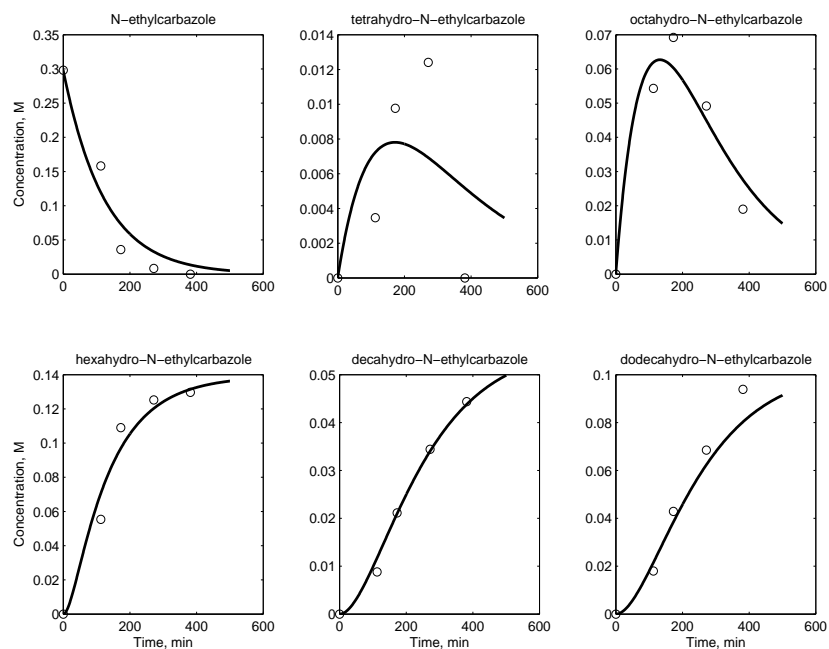 N−ethylcarbazole
tetrahydro−N−ethylcarbazole
octahydro−N−ethylcarbazole
Concentration, M
0.35
0.3
0.25
0.2
0.15
0.1
0.05
0
0 200 400 600
0.014
0.012
0.01
0.008
0.006
0.004
0.002
0
0 200 400 600
0.07
0.06
0.05
0.04
0.03
0.02
0.01
0
0 200 400 600
hexahydro−N−ethylcarbazole
decahydro−N−ethylcarbazole
dodecahydro−N−ethylcarbazole
Concentration, M
0.14
0.12
0.1
0.08
0.06
0.04
0.02
0
0 200 400 600
Time, min
0.05
0.04
0.03
0.02
0.01
0
0 200 400 600
Time, min
0.1
0.08
0.06
0.04
0.02
0
0 200 400 600
Time, min